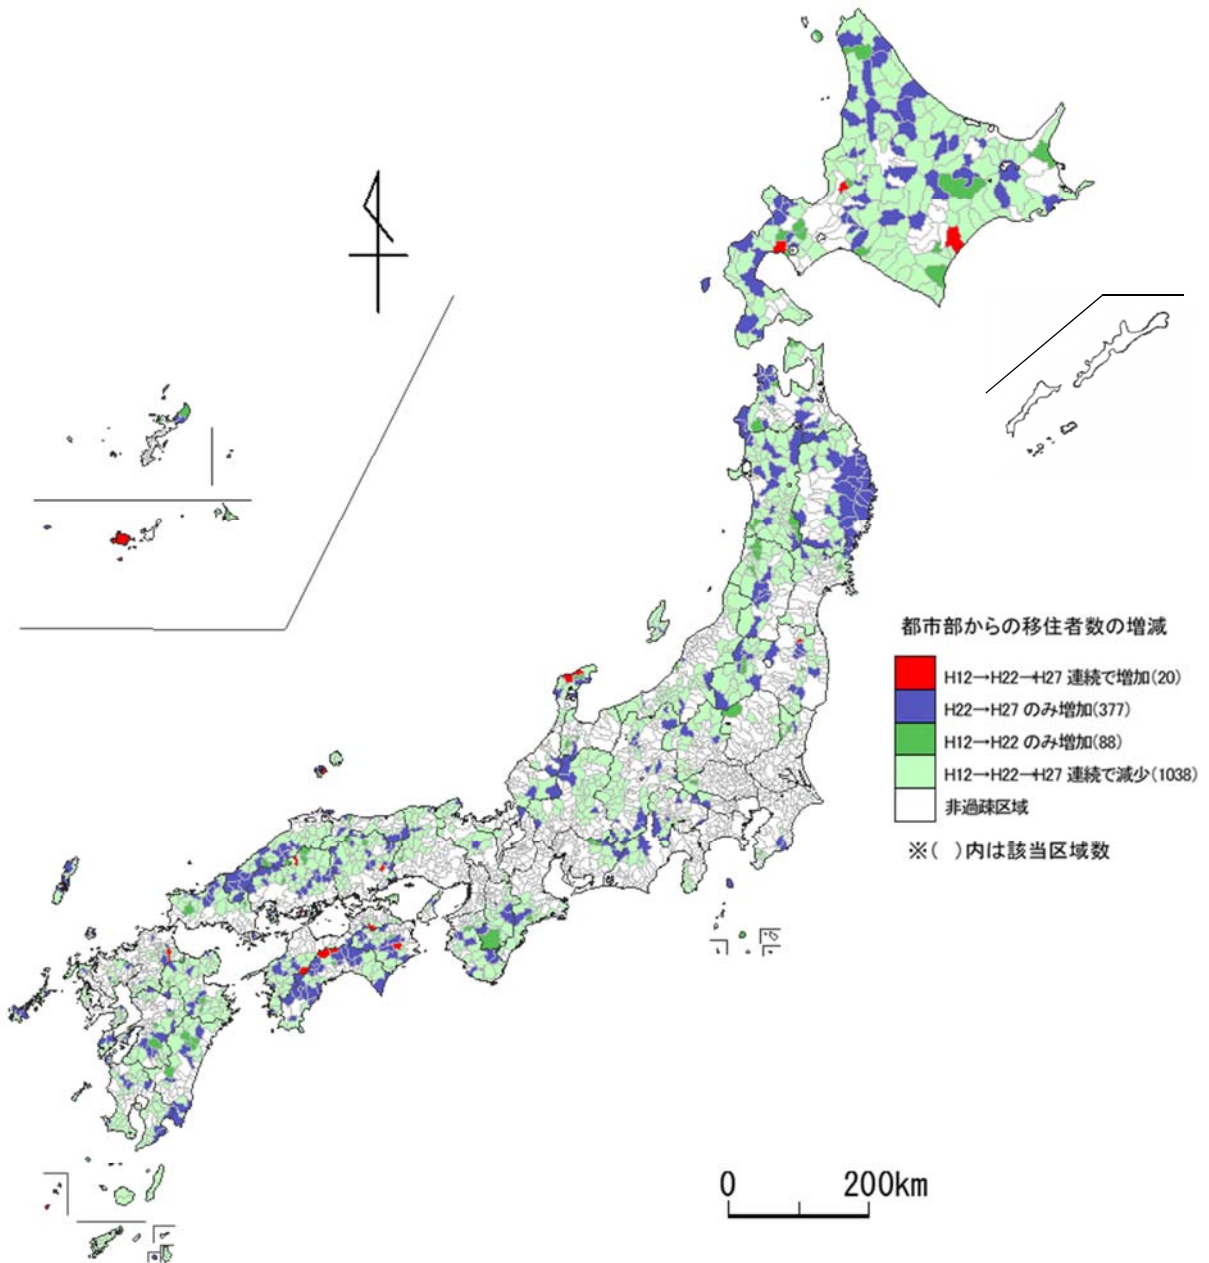 都市部からの移住者数の増減
H12→H22→H27 連続で増加(20)
H22→H27 のみ増加(377)
H12→H22 のみ増加(88)
H12→H22→H27 連続で減少(1038)
非過疎区域
※( )内は該当区域数
0 200km